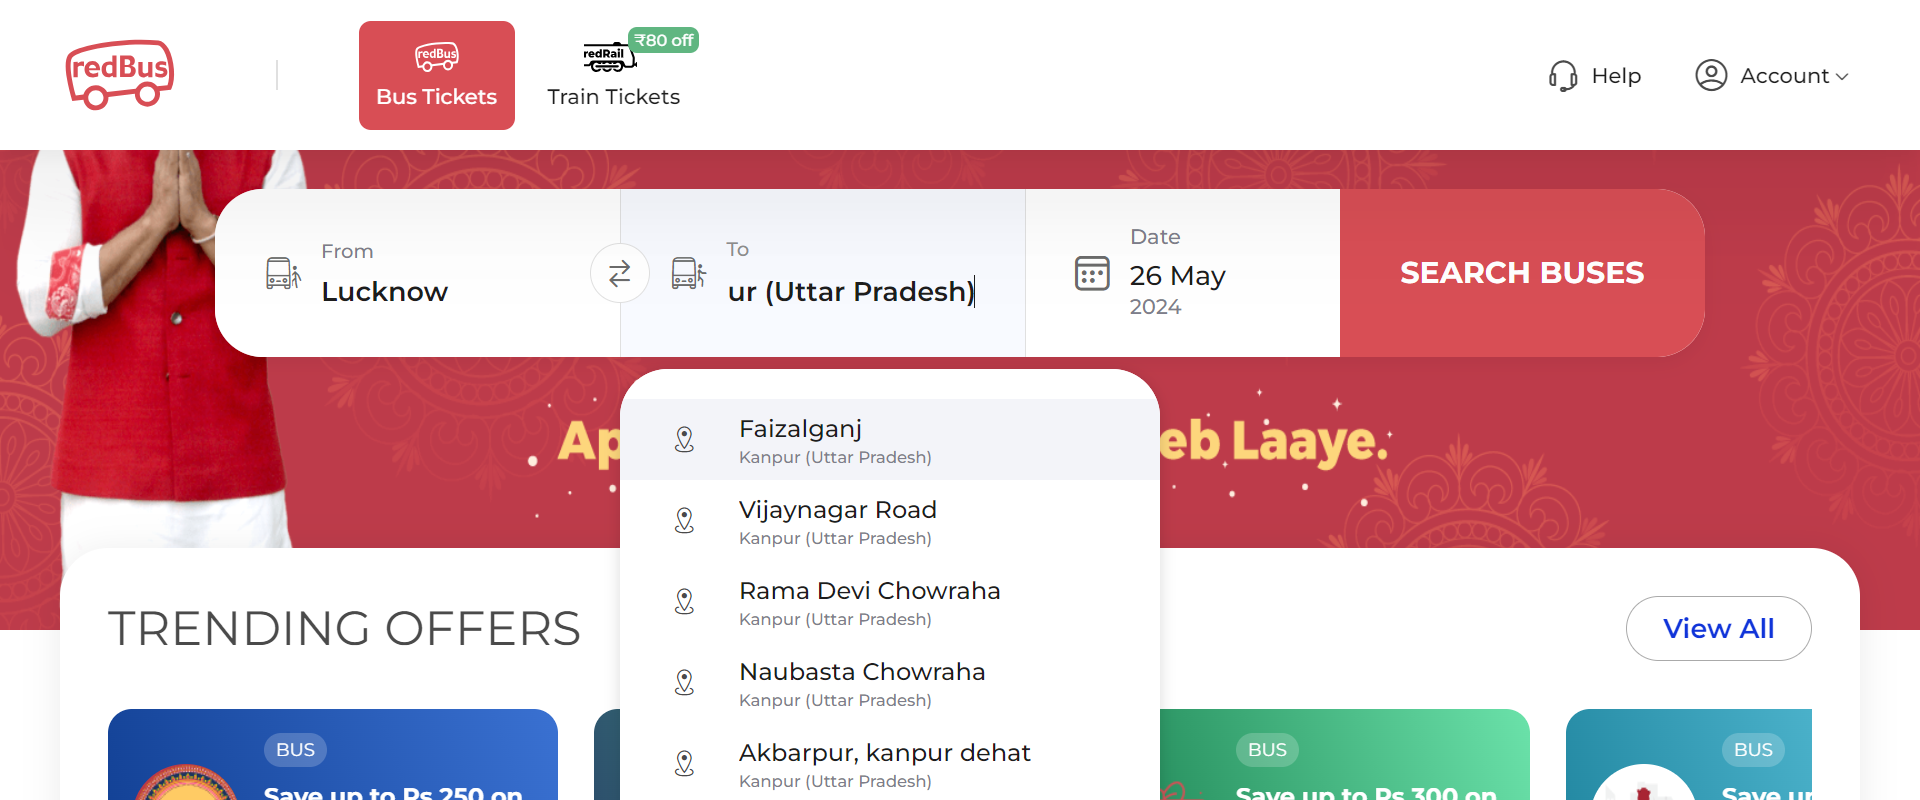 redBus
redBus
Bus Tickets
redRail
₹80 off
Train Tickets
Help
Account
From
Lucknow
To
ur (Uttar Pradesh)
Date
26 May
2024
SEARCH BUSES
Ap
eb Laaye.
Faizalganj
Kanpur (Uttar Pradesh)
Vijaynagar Road
Kanpur (Uttar Pradesh)
Rama Devi Chowraha
Kanpur (Uttar Pradesh)
Naubasta Chowraha
Kanpur (Uttar Pradesh)
Akbarpur, kanpur dehat
Kanpur (Uttar Pradesh)
TRENDING OFFERS
View All
BUS
Save up to Rs 250 on
BUS
Save up to Rs 300 on
BUS
Save up